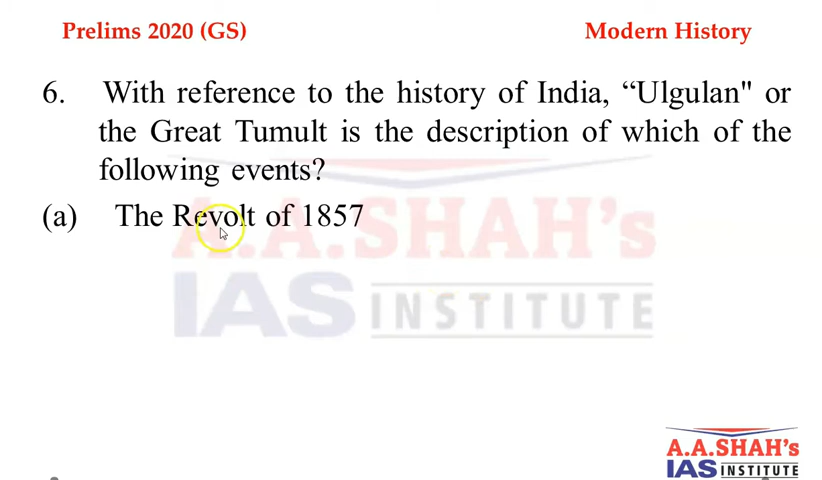 Prelims 2020 (GS) Modern History
6. With reference to the history of India, “Ulgulan" or
the Great Tumult is the description of which of the
following events?
(a) The Revolt of 1857
A.A.SHAH's
IAS INSTITUTE
A.A.SHAH's
IAS INSTITUTE